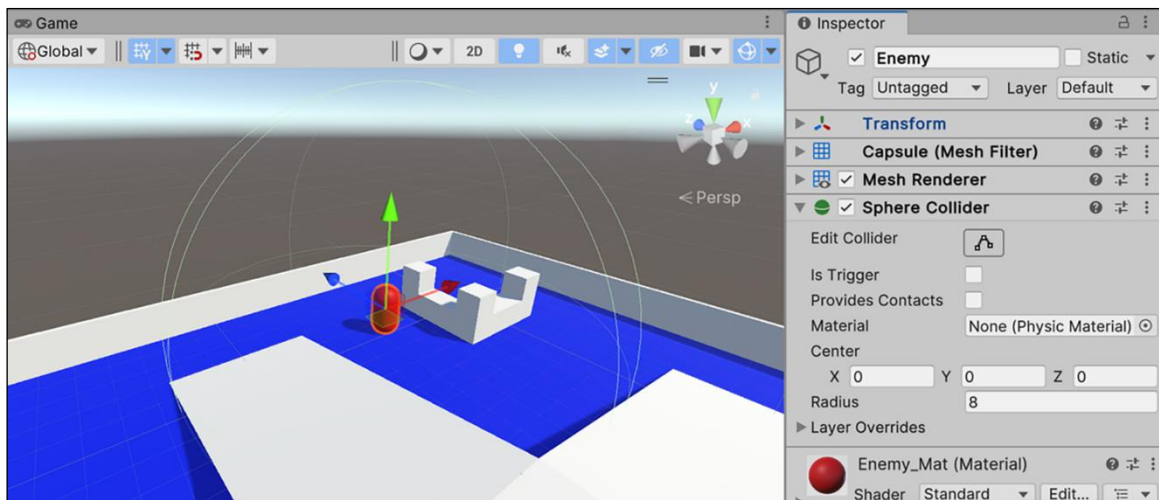 Game
Global
2D
y
z
x
Persp
Inspector
Enemy
Static
Tag Untagged Layer Default
Transform
Capsule (Mesh Filter)
Mesh Renderer
Sphere Collider
Edit Collider
Is Trigger
Provides Contacts
Material None (Physic Material)
Center
X 0 Y 0 Z 0
Radius 8
Layer Overrides
Enemy_Mat (Material)
Shader Standard Edit...